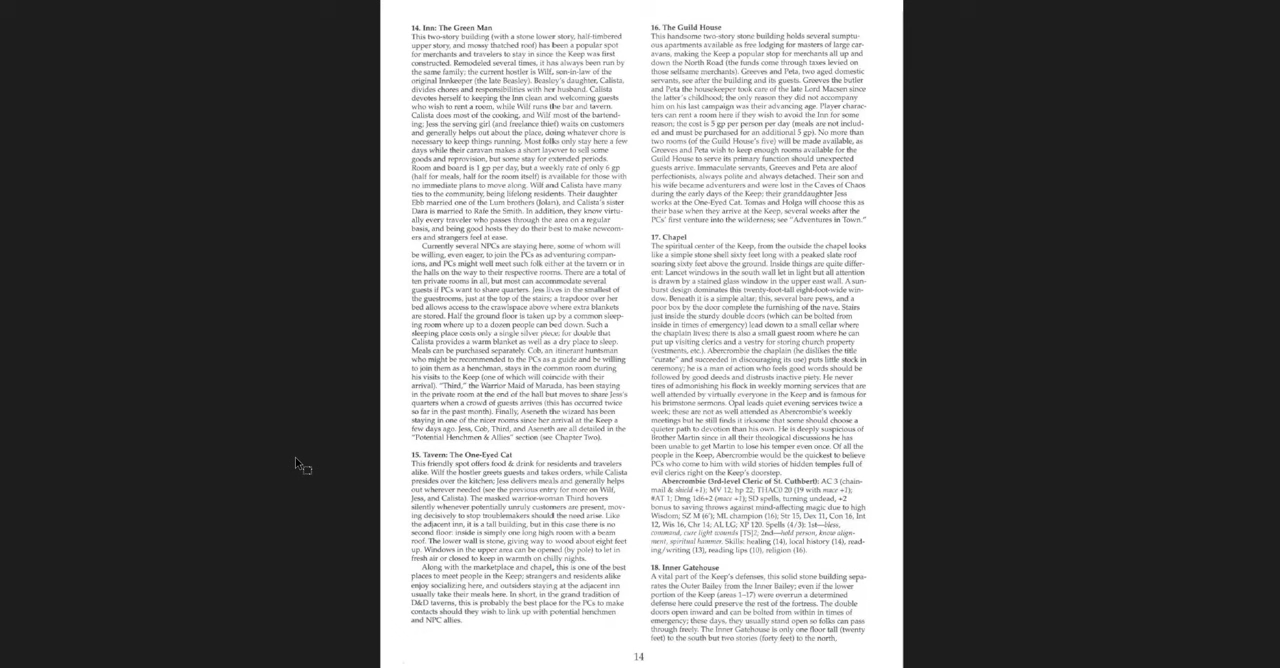 14. Inn: The Green Man
This two-story building (with a stone lower story, half-timbered
upper story, and mossy thatched roof) has been a popular spot
for merchants and travelers to stay in since the Keep was first
constructed. Remodeled several times, it has always been run by
the same family; the current hostler is Wilf, son-in-law of the
original Innkeeper (the late Beasley). Beasley's daughter, Calista,
divides chores and responsibilities with her husband. Calista
devotes herself to keeping the Inn clean and welcoming guests
who wish to rent a room, while Wilf runs the bar and tavern.
Calista does most of the cooking, and Wilf most of the bartend-
ing; Jess the serving girl (and freelance thief) waits on customers
and generally helps out about the place, doing whatever chore is
necessary to keep things running. Most folks only stay here a few
days while their caravan makes a short layover to sell some
goods and reprovision, but some stay for extended periods.
Room and board is 1 gp per day, but a weekly rate of only 6 gp
(half for meals, half for the room itself) is available for those with
no immediate plans to move along. Wilf and Calista have many
ties to the community, being lifelong residents. Their daughter
Ebb married one of the Lum brothers (Jolan), and Calista's sister
Dara is married to Rafe the Smith. In addition, they know virtu-
ally every traveler who passes through the area on a regular
basis, and being good hosts they do their best to make newcom-
ers and strangers feel at ease.
Currently several NPCs are staying here, some of whom will
be willing, even eager, to join the PCs as adventuring compan-
ions, and PCs might well meet such folk either at the tavern or in
the halls on the way to their respective rooms. There are a total of
ten private rooms in all, but most can accommodate several
guests if PCs want to share quarters. Jess lives in the smallest of
the guestrooms, just at the top of the stairs; a trapdoor over her
bed allows access to the crawlspace above where extra blankets
are stored. Half the ground floor is taken up by a common sleep-
ing room where up to a dozen people can bed down. Such a
sleeping place costs only a single silver piece; for double that
Calista provides a warm blanket as well as a dry place to sleep.
Meals can be purchased separately. Cob, an itinerant huntsman
who might be recommended to the PCs as a guide and be willing
to join them as a henchman, stays in the common room during
his visits to the Keep (one of which will coincide with their
arrival). "Third," the Warrior Maid of Maruda, has been staying
in the private room at the end of the hall but moves to share Jess's
quarters when a crowd of guests arrives (this has occurred twice
so far in the past month). Finally, Aseneth the wizard has been
staying in one of the nicer rooms since her arrival at the Keep a
few days ago. Jess, Cob, Third, and Aseneth are all detailed in the
"Potential Henchmen & Allies" section (see Chapter Two).
15. Tavern: The One-Eyed Cat
This friendly spot offers food & drink for residents and travelers
alike. Wilf the hostler greets guests and takes orders, while Calista
presides over the kitchen; Jess delivers meals and generally helps
out wherever needed (see the previous entry for more on Wilf,
Jess, and Calista). The masked warrior-woman Third hovers
silently whenever potentially unruly customers are present, mov-
ing decisively to stop troublemakers should the need arise. Like
the adjacent inn, it is a tall building, but in this case there is no
second floor: inside is simply one long high room with a beam
roof. The lower wall is stone, giving way to wood about eight feet
up. Windows in the upper area can be opened (by pole) to let in
fresh air or closed to keep in warmth on chilly nights.
Along with the marketplace and chapel, this is one of the best
places to meet people in the Keep; strangers and residents alike
enjoy socializing here, and outsiders staying at the adjacent inn
usually take their meals here. In short, in the grand tradition of
D&D taverns, this is probably the best place for the PCs to make
contacts should they wish to link up with potential henchmen
and NPC allies.
16. The Guild House
This handsome two-story stone building holds several sumptu-
ous apartments available as free lodging for masters of large car-
avans, making the Keep a popular stop for merchants all up and
down the North Road (the funds come through taxes levied on
those selfsame merchants). Greeves and Peta, two aged domestic
servants, see after the building and its guests. Greeves the butler
and Peta the housekeeper took care of the late Lord Macsen since
the latter's childhood; the only reason they did not accompany
him on his last campaign was their advancing age. Player charac-
ters can rent a room here if they wish to avoid the Inn for some
reason; the cost is 5 gp per person per day (meals are not includ-
ed and must be purchased for an additional 5 gp). No more than
two rooms (of the Guild House's five) will be made available, as
Greeves and Peta wish to keep enough rooms available for the
Guild House to serve its primary function should unexpected
guests arrive. Immaculate servants, Greeves and Peta are aloof
perfectionists, always polite and always detached. Their son and
his wife became adventurers and were lost in the Caves of Chaos
during the early days of the Keep; their granddaughter Jess
works at the One-Eyed Cat. Tomas and Holga will choose this as
their base when they arrive at the Keep, several weeks after the
PCs' first venture into the wilderness; see "Adventures in Town."
17. Chapel
The spiritual center of the Keep, from the outside the chapel looks
like a simple stone shell sixty feet long with a peaked slate roof
soaring sixty feet above the ground. Inside things are quite differ-
ent: Lancet windows in the south wall let in light but all attention
is drawn by a stained glass window in the upper east wall. A sun-
burst design dominates this twenty-foot-tall eight-foot-wide win-
dow. Beneath it is a simple altar; this, several bare pews, and a
poor box by the door complete the furnishing of the nave. Stairs
just inside the sturdy double doors (which can be bolted from
inside in times of emergency) lead down to a small cellar where
the chaplain lives; there is also a small guest room where he can
put up visiting clerics and a vestry for storing church property
(vestments, etc.). Abercrombie the chaplain (he dislikes the title
"curate" and succeeded in discouraging its use) puts little stock in
ceremony; he is a man of action who feels good words should be
followed by good deeds and distrusts inactive piety. He never
tires of admonishing his flock in weekly morning services that are
well attended by virtually everyone in the Keep and is famous for
his brimstone sermons. Opal leads quiet evening services twice a
week; these are not as well attended as Abercrombie's weekly
meetings but he still finds it irksome that some should choose a
quieter path to devotion than his own. He is deeply suspicious of
Brother Martin since in all their theological discussions he has
been unable to get Martin to lose his temper even once. Of all the
people in the Keep, Abercrombie would be the quickest to believe
PCs who come to him with wild stories of hidden temples full of
evil clerics right on the Keep's doorstep.
Abercrombie (3rd-level Cleric of St. Cuthbert): AC 3 (chain-
mail & shield +1); MV 12; hp 22; THAC0 20 (19 with mace +1);
#AT 1; Dmg 1d6+2 (mace +1); SD spells, turning undead, +2
bonus to saving throws against mind-affecting magic due to high
Wisdom; SZ M (6'); ML champion (16); Str 15, Dex 11, Con 16, Int
12, Wis 16, Chr 14; AL LG; XP 120. Spells (4/3): 1st—bless,
command, cure light wounds [TS]2; 2nd—hold person, know align-
ment, spiritual hammer. Skills: healing (14), local history (14), read-
ing/writing (13), reading lips (10), religion (16).
18. Inner Gatehouse
A vital part of the Keep's defenses, this solid stone building sepa-
rates the Outer Bailey from the Inner Bailey; even if the lower
portion of the Keep (areas 1–17) were overrun a determined
defense here could preserve the rest of the fortress. The double
doors open inward and can be bolted from within in times of
emergency; these days, they usually stand open so folks can pass
through freely. The Inner Gatehouse is only one floor tall (twenty
feet) to the south but two stories (forty feet) to the north,
14